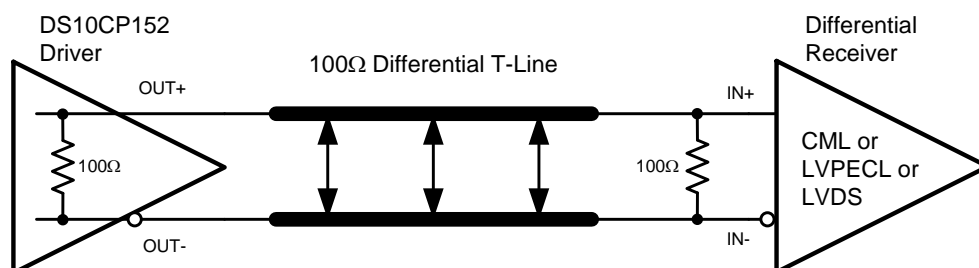 DS10CP152
Driver
OUT+
100Ω Differential T-Line
Differential
Receiver
IN+
100Ω
100Ω
CML or
LVPECL or
LVDS
OUT-
IN-